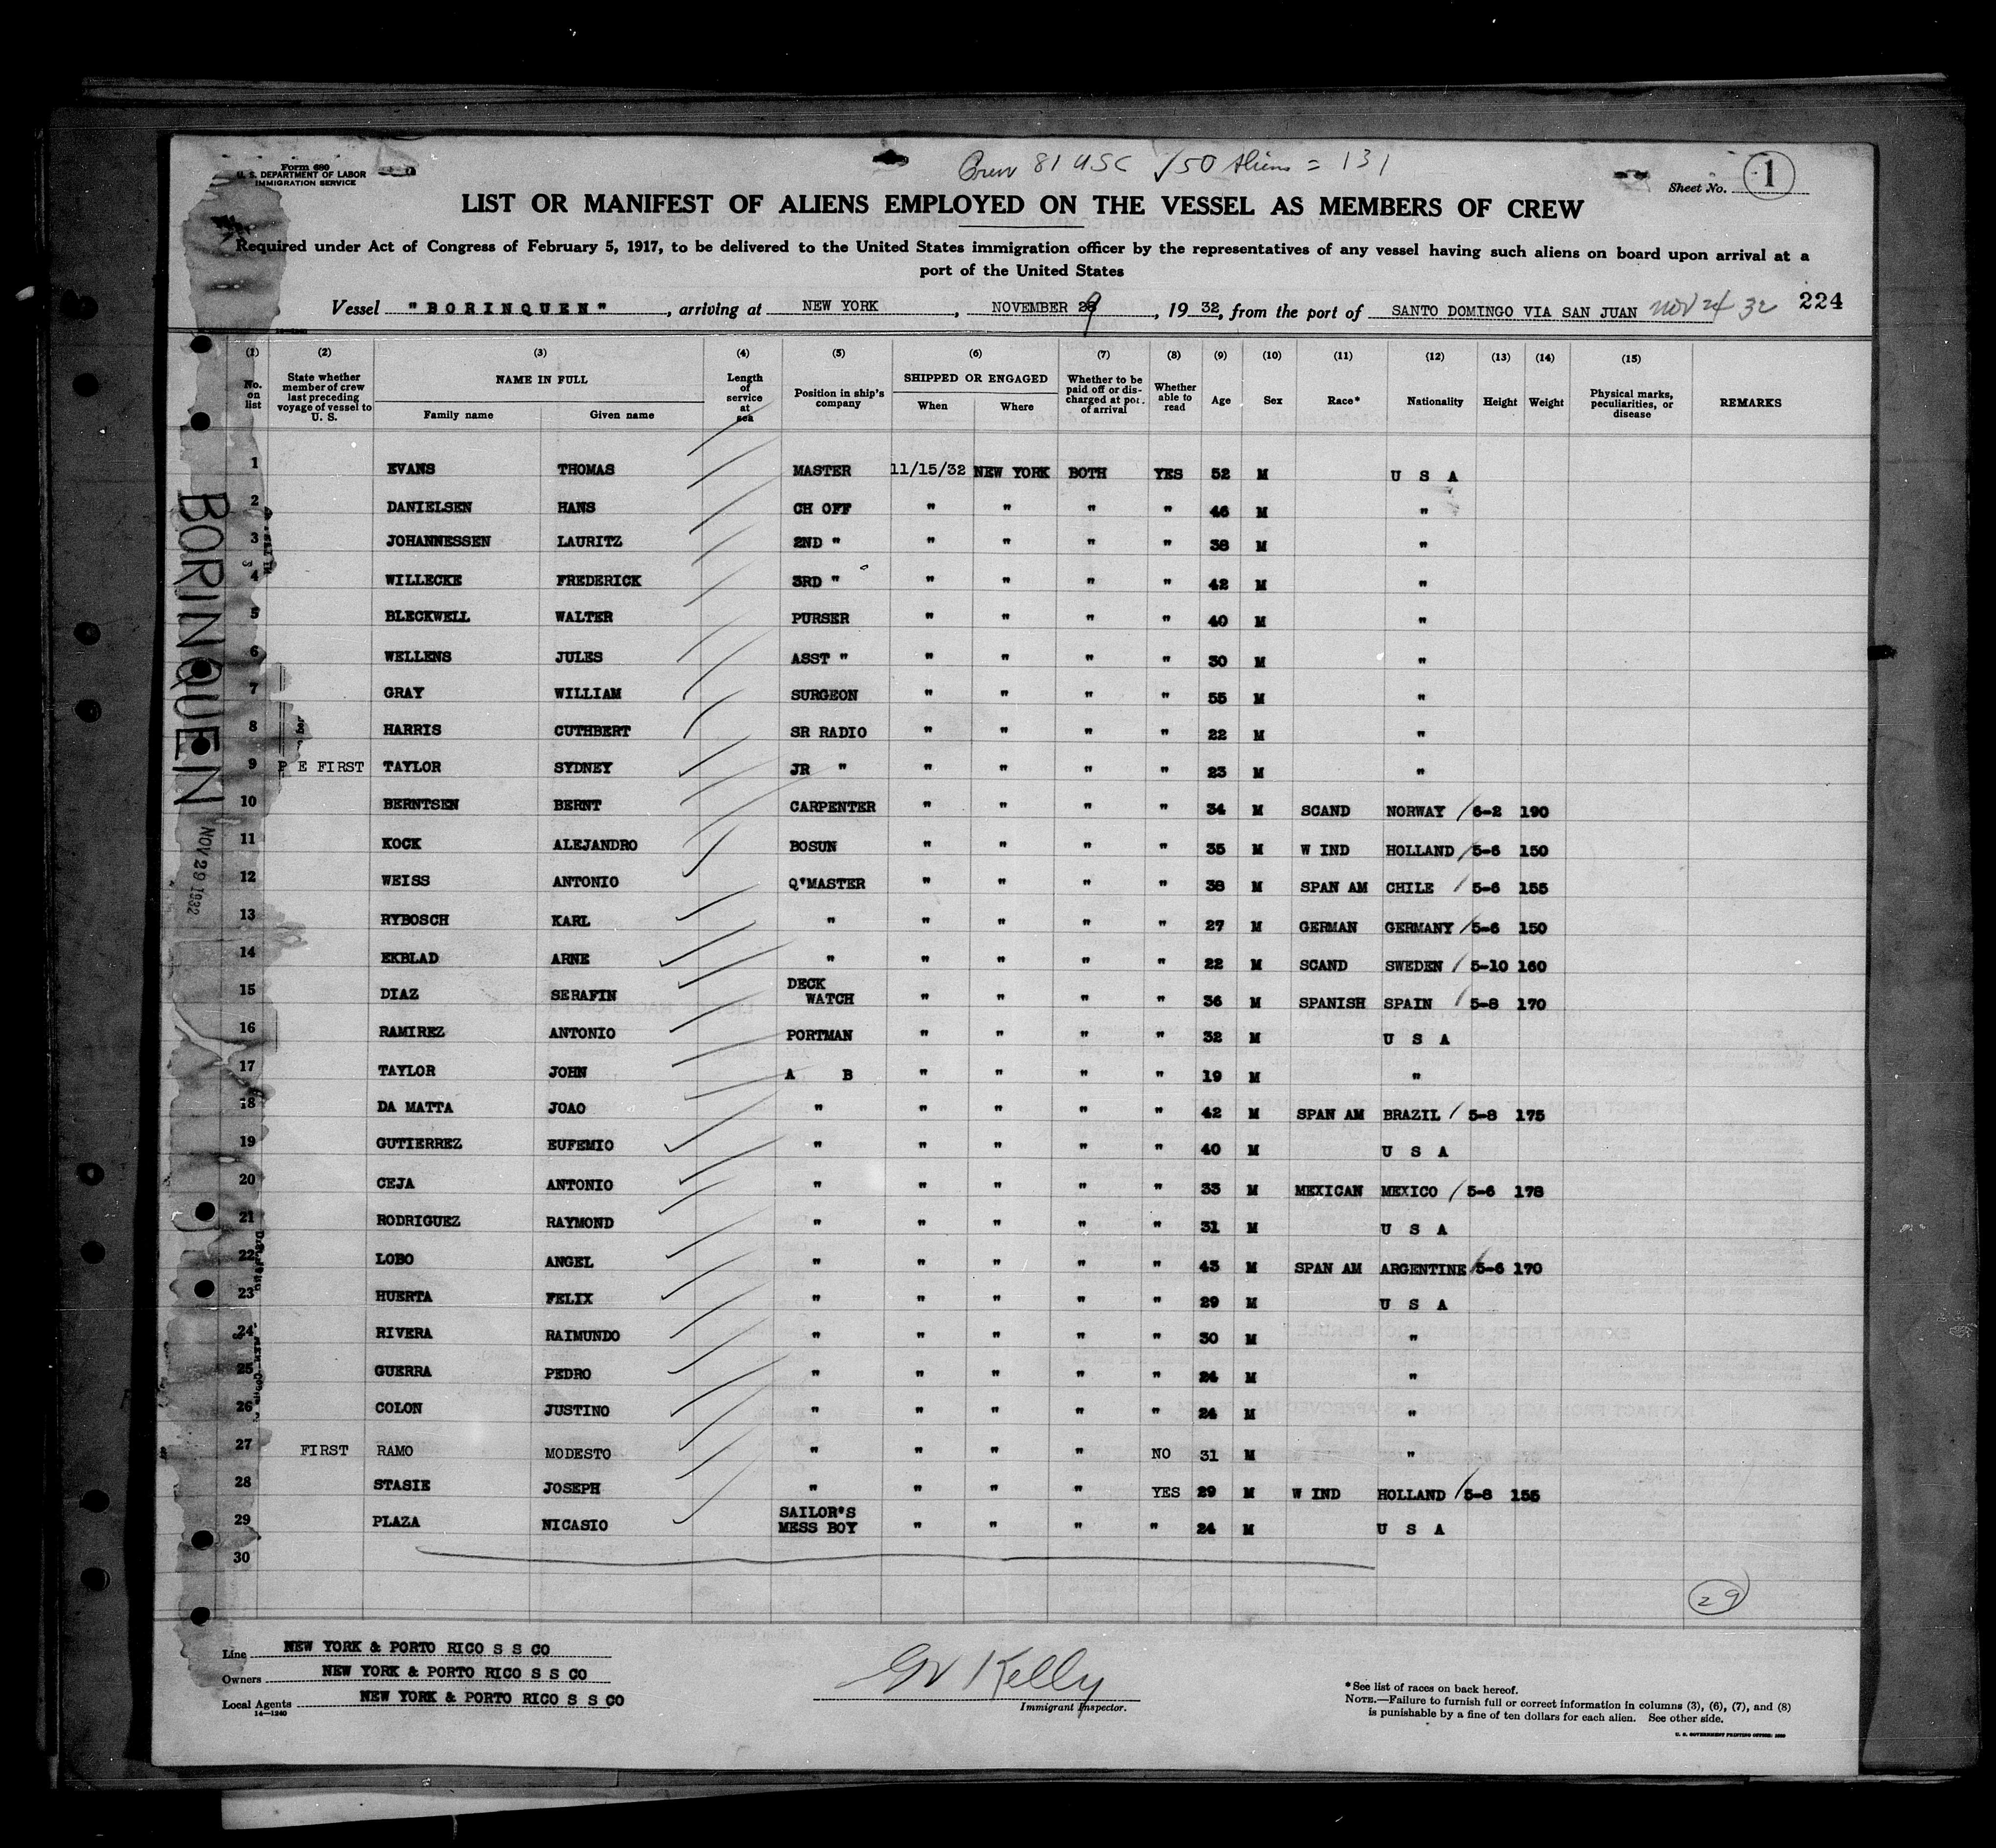 Form 680
U. S. DEPARTMENT OF LABOR
IMMIGRATION SERVICE
Crew 81 USC √50 Aliens = 131
Sheet No. 1
LIST OR MANIFEST OF ALIENS EMPLOYED ON THE VESSEL AS MEMBERS OF CREW
Required under Act of Congress of February 5, 1917, to be delivered to the United States immigration officer by the representatives of any vessel having such aliens on board upon arrival at a
port of the United States
Vessel "BORINQUEN", arriving at NEW YORK, NOVEMBER 29, 1932, from the port of SANTO DOMINGO VIA SAN JUAN Nov 24 32 224
(1) (2) (3) (4) (5) (6) (7) (8) (9) (10) (11) (12) (13) (14) (15)
No. on list State whether member of crew last preceding voyage of vessel to U. S. NAME IN FULL Family name Given name Length of service at sea Position in ship's company SHIPPED OR ENGAGED When Where Whether to be paid off or discharged at port of arrival Whether able to read Age Sex Race* Nationality Height Weight Physical marks, peculiarities, or disease REMARKS
1 EVANS THOMAS MASTER 11/15/32 NEW YORK BOTH YES 52 M U S A
2 DANIELSEN HANS CH OFF " " " " 46 M "
3 JOHANNESSEN LAURITZ 2ND " " " " " 38 M "
4 WILLECKE FREDERICK 3RD " " " " " 42 M "
5 BLECKWELL WALTER PURSER " " " " 40 M "
6 WELLENS JULES ASST " " " " " 30 M "
7 GRAY WILLIAM SURGEON " " " " 55 M "
8 HARRIS CUTHBERT SR RADIO " " " " 22 M "
9 P E FIRST TAYLOR SYDNEY JR " " " " " 23 M "
10 BERNTSEN BERNT CARPENTER " " " " 34 M SCAND NORWAY 6-2 190
11 KOCK ALEJANDRO BOSUN " " " " 35 M W IND HOLLAND 5-6 150
12 WEISS ANTONIO Q'MASTER " " " " 38 M SPAN AM CHILE 5-6 155
13 RYBOSCH KARL " " " " " 27 M GERMAN GERMANY 5-6 150
14 EKBLAD ARNE " " " " " 22 M SCAND SWEDEN 5-10 160
15 DIAZ SERAFIN DECK WATCH " " " " 36 M SPANISH SPAIN 5-8 170
16 RAMIREZ ANTONIO PORTMAN " " " " 32 M U S A
17 TAYLOR JOHN A B " " " " 19 M "
18 DA MATTA JOAO " " " " " 42 M SPAN AM BRAZIL 5-8 175
19 GUTIERREZ EUFEMIO " " " " " 40 M U S A
20 CEJA ANTONIO " " " " " 33 M MEXICAN MEXICO 5-6 178
21 RODRIGUEZ RAYMOND " " " " " 31 M U S A
22 LOBO ANGEL " " " " " 43 M SPAN AM ARGENTINE 5-6 170
23 HUERTA FELIX " " " " " 29 M U S A
24 RIVERA RAIMUNDO " " " " " 30 M "
25 GUERRA PEDRO " " " " " 24 M "
26 COLON JUSTINO " " " " " 24 M "
27 FIRST RAMO MODESTO " " " " NO 31 M "
28 STASIE JOSEPH " " " " YES 29 M W IND HOLLAND 5-8 155
29 PLAZA NICASIO SAILOR'S MESS BOY " " " " 24 M U S A
30
29
BORINQUEN
NOV 29 1932
Line NEW YORK & PORTO RICO S S CO
Owners NEW YORK & PORTO RICO S S CO
Local Agents NEW YORK & PORTO RICO S S CO
14—1240
Kelly
Immigrant Inspector.
*See list of races on back hereof.
NOTE.—Failure to furnish full or correct information in columns (3), (6), (7), and (8)
is punishable by a fine of ten dollars for each alien. See other side.